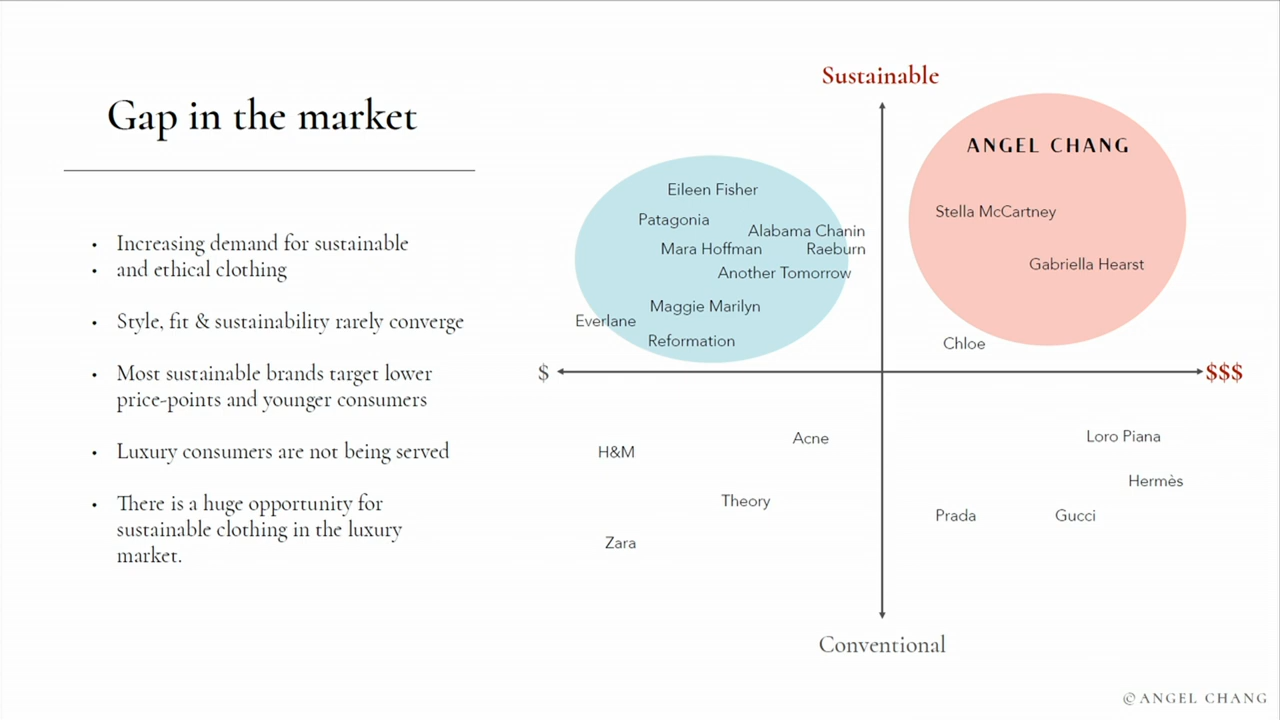 Gap in the market
• Increasing demand for sustainable
• and ethical clothing
• Style, fit & sustainability rarely converge
• Most sustainable brands target lower
price-points and younger consumers
• Luxury consumers are not being served
• There is a huge opportunity for
sustainable clothing in the luxury
market.
Sustainable
ANGEL CHANG
Eileen Fisher
Patagonia
Alabama Chanin
Mara Hoffman
Raeburn
Another Tomorrow
Maggie Marilyn
Everlane
Reformation
Stella McCartney
Gabriella Hearst
Chloe
$
$$$
H&M
Acne
Theory
Zara
Loro Piana
Hermès
Prada
Gucci
Conventional
©ANGEL CHANG